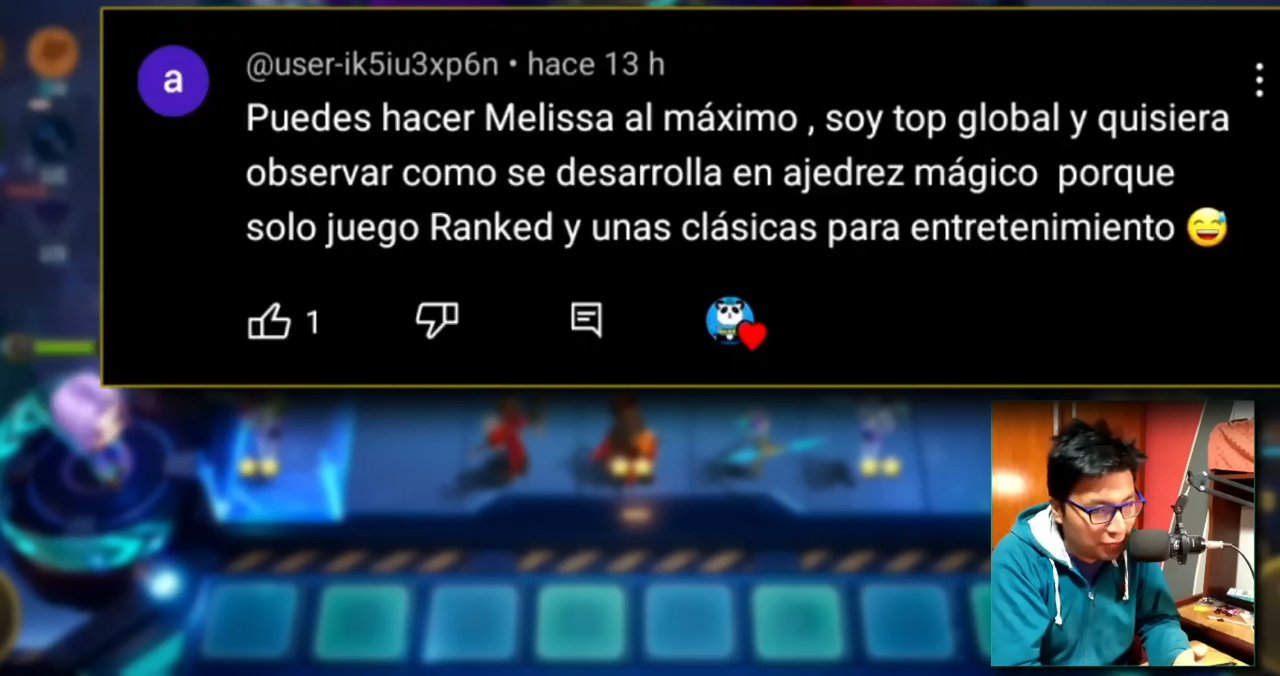 a
@user-ik5iu3xp6n • hace 13 h
Puedes hacer Melissa al máximo , soy top global y quisiera
observar como se desarrolla en ajedrez mágico  porque
solo juego Ranked y unas clásicas para entretenimiento 😅
1